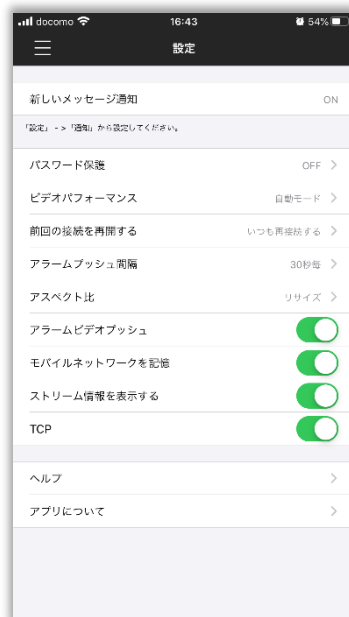 docomo 16:43 54%
設定
新しいメッセージ通知 ON
「設定」->「通知」から設定してください。
パスワード保護 OFF
ビデオパフォーマンス 自動モード
前回の接続を再開する いつも再接続する
アラームプッシュ間隔 30秒毎
アスペクト比 リサイズ
アラームビデオプッシュ
モバイルネットワークを記憶
ストリーム情報を表示する
TCP
ヘルプ
アプリについて